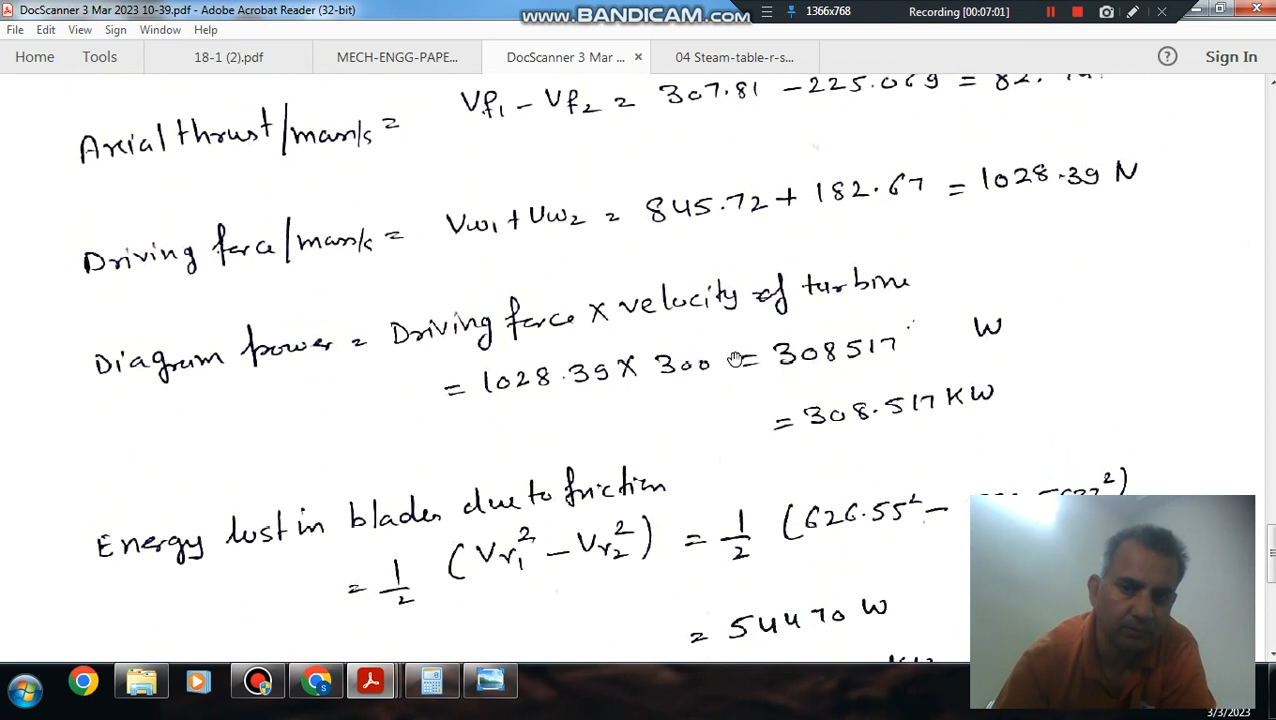 DocScanner 3 Mar 2023 10-39.pdf - Adobe Acrobat Reader (32-bit)
www.BANDICAM.com
1366x768
Recording [00:07:01]
File Edit View Sign Window Help
Home Tools 18-1 (2).pdf MECH-ENGG-PAPE... DocScanner 3 Mar ... × 04 Steam-table-r-s... Sign In
Axial thrust/mass/s = Vf1 - Vf2 = 307.81 - 225.069 =
Driving force/mass/s = Vw1 + Vw2 = 845.72 + 182.67 = 1028.39 N
Diagram power = Driving force × velocity of turbine
= 1028.39 × 300 = 308517 W
= 308.517 KW
Energy lost in blades due to friction
= 1/2 (Vr1² - Vr2²) = 1/2 (626.55² -
= 54470 W
3/3/2023